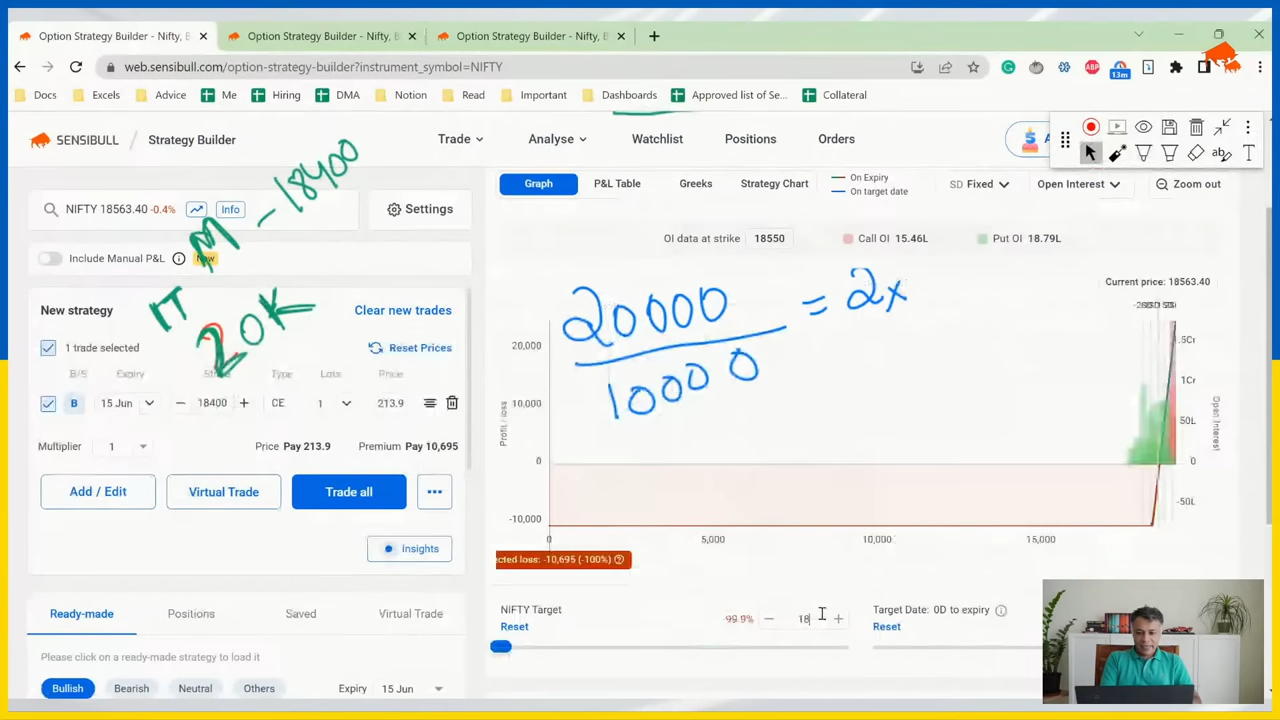 Option Strategy Builder - Nifty, B
Option Strategy Builder - Nifty, B
Option Strategy Builder - Nifty, B
web.sensibull.com/option-strategy-builder?instrument_symbol=NIFTY
ABP
13m
Docs
Excels
Advice
Me
Hiring
DMA
Notion
Read
Important
Dashboards
Approved list of Se...
Collateral
SENSIBULL
Strategy Builder
Trade
Analyse
Watchlist
Positions
Orders
NIFTY 18563.40 -0.4%
Info
Settings
Include Manual P&L
ITM - 18400
20K
New strategy
Clear new trades
1 trade selected
Reset Prices
B/S Expiry Strike Type Lots Price
B 15 Jun 18400 CE 1 213.9
Multiplier 1 Price Pay 213.9 Premium Pay 10,695
Add / Edit
Virtual Trade
Trade all
Insights
Ready-made
Positions
Saved
Virtual Trade
Please click on a ready-made strategy to load it
Bullish
Bearish
Neutral
Others
Expiry 15 Jun
Graph
P&L Table
Greeks
Strategy Chart
On Expiry
On target date
SD Fixed
Open Interest
Zoom out
OI data at strike 18550
Call OI 15.46L
Put OI 18.79L
Current price: 18563.40
20000 = 2x
10000
20,000
10,000
0
-10,000
Profit / loss
1Cr
50L
0
-50L
Open Interest
0
5,000
10,000
15,000
ected loss: -10,695 (-100%)
NIFTY Target
Reset
-99.9%
18
Target Date: 0D to expiry
Reset